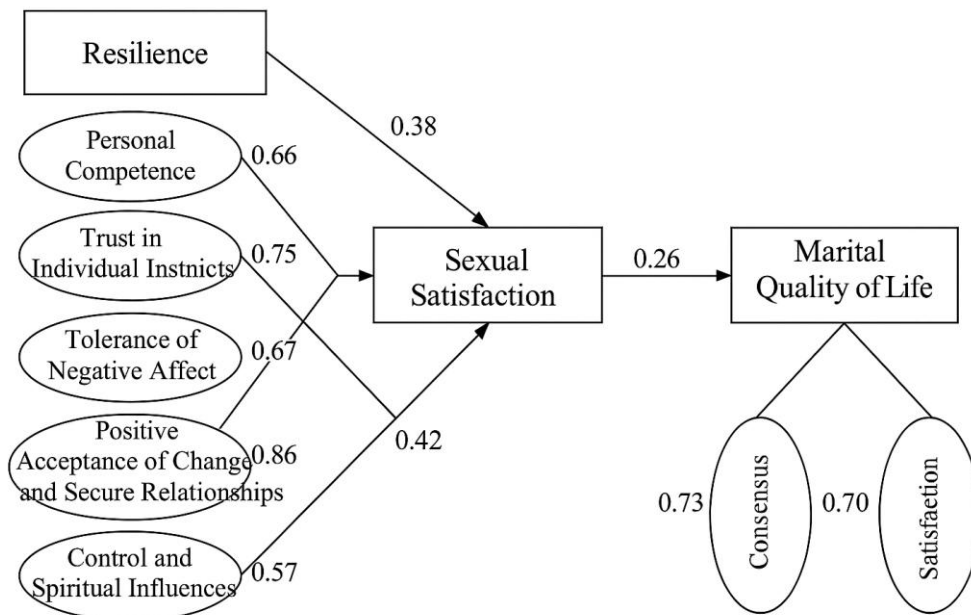 Resilience
0.38
Personal
Competence
0.66
Trust in
Individual Instnicts
0.75
Tolerance of
Negative Affect
0.67
Positive
Acceptance of Change
and Secure Relationships
0.86
Control and
Spiritual Influences
0.57
0.42
Sexual
Satisfaction
0.26
Marital
Quality of Life
0.73
Consensus
0.70
Satisfaetion